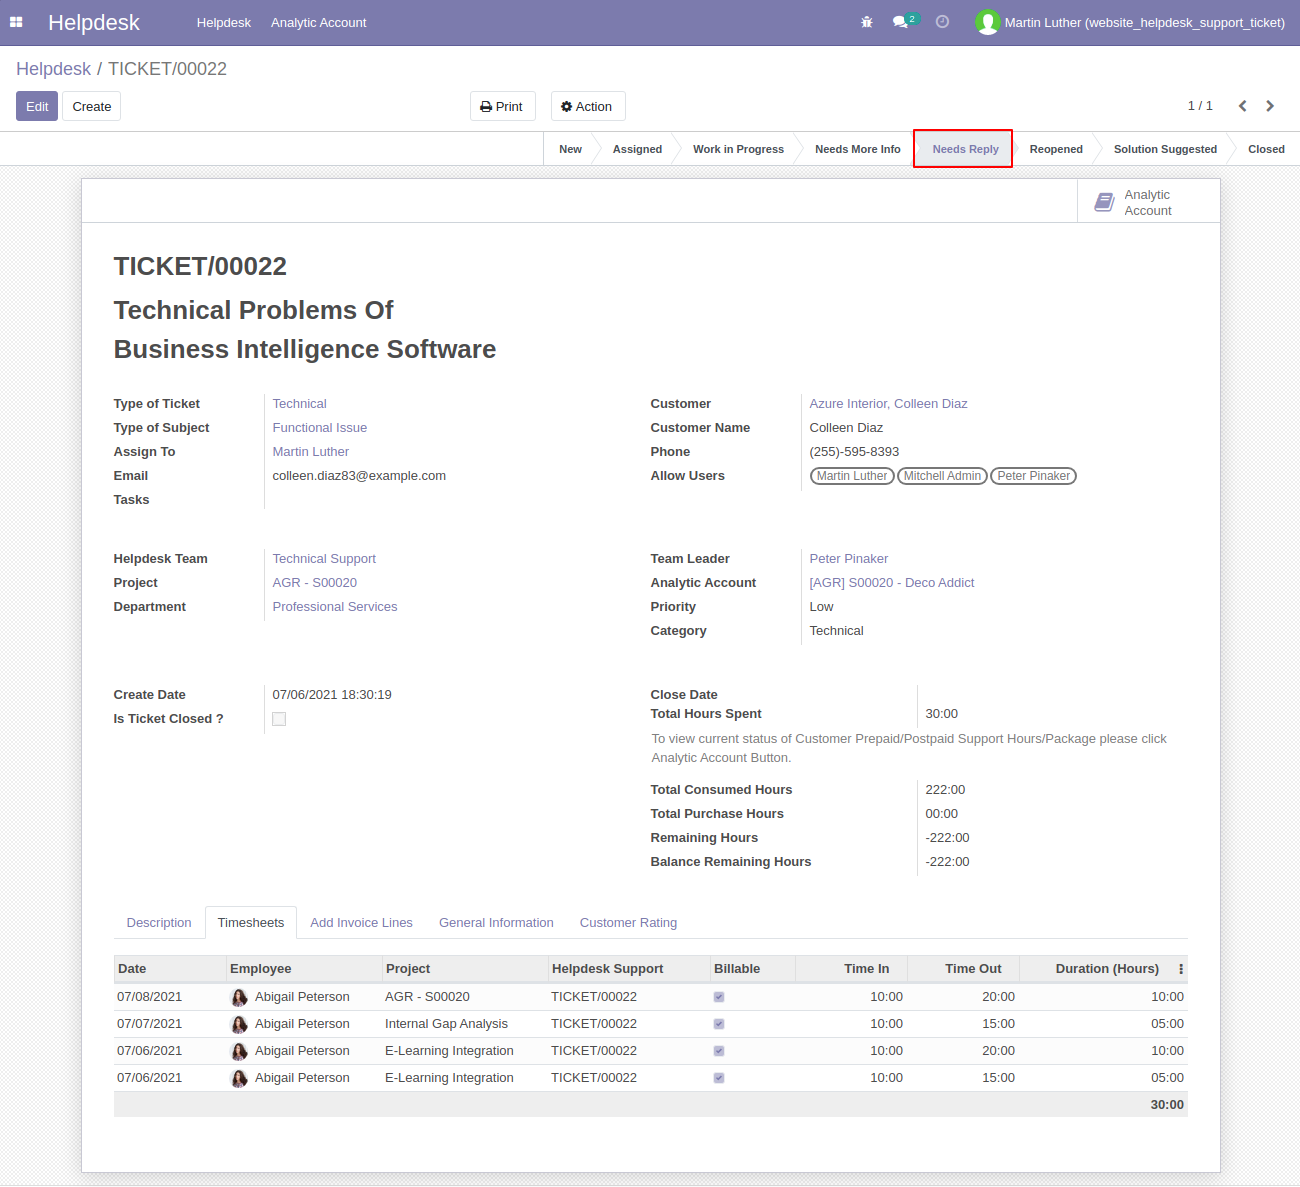 Helpdesk Helpdesk Analytic Account 2 Martin Luther (website_helpdesk_support_ticket)
Helpdesk / TICKET/00022
Edit Create Print Action 1 / 1
New Assigned Work in Progress Needs More Info Needs Reply Reopened Solution Suggested Closed
Analytic
Account
TICKET/00022
Technical Problems Of
Business Intelligence Software
Type of Ticket Technical Customer Azure Interior, Colleen Diaz
Type of Subject Functional Issue Customer Name Colleen Diaz
Assign To Martin Luther Phone (255)-595-8393
Email colleen.diaz83@example.com Allow Users Martin Luther Mitchell Admin Peter Pinaker
Tasks
Helpdesk Team Technical Support Team Leader Peter Pinaker
Project AGR - S00020 Analytic Account [AGR] S00020 - Deco Addict
Department Professional Services Priority Low
Category Technical
Create Date 07/06/2021 18:30:19 Close Date
Is Ticket Closed ? Total Hours Spent 30:00
To view current status of Customer Prepaid/Postpaid Support Hours/Package please click
Analytic Account Button.
Total Consumed Hours 222:00
Total Purchase Hours 00:00
Remaining Hours -222:00
Balance Remaining Hours -222:00
Description Timesheets Add Invoice Lines General Information Customer Rating
Date Employee Project Helpdesk Support Billable Time In Time Out Duration (Hours)
07/08/2021 Abigail Peterson AGR - S00020 TICKET/00022 10:00 20:00 10:00
07/07/2021 Abigail Peterson Internal Gap Analysis TICKET/00022 10:00 15:00 05:00
07/06/2021 Abigail Peterson E-Learning Integration TICKET/00022 10:00 20:00 10:00
07/06/2021 Abigail Peterson E-Learning Integration TICKET/00022 10:00 15:00 05:00
30:00